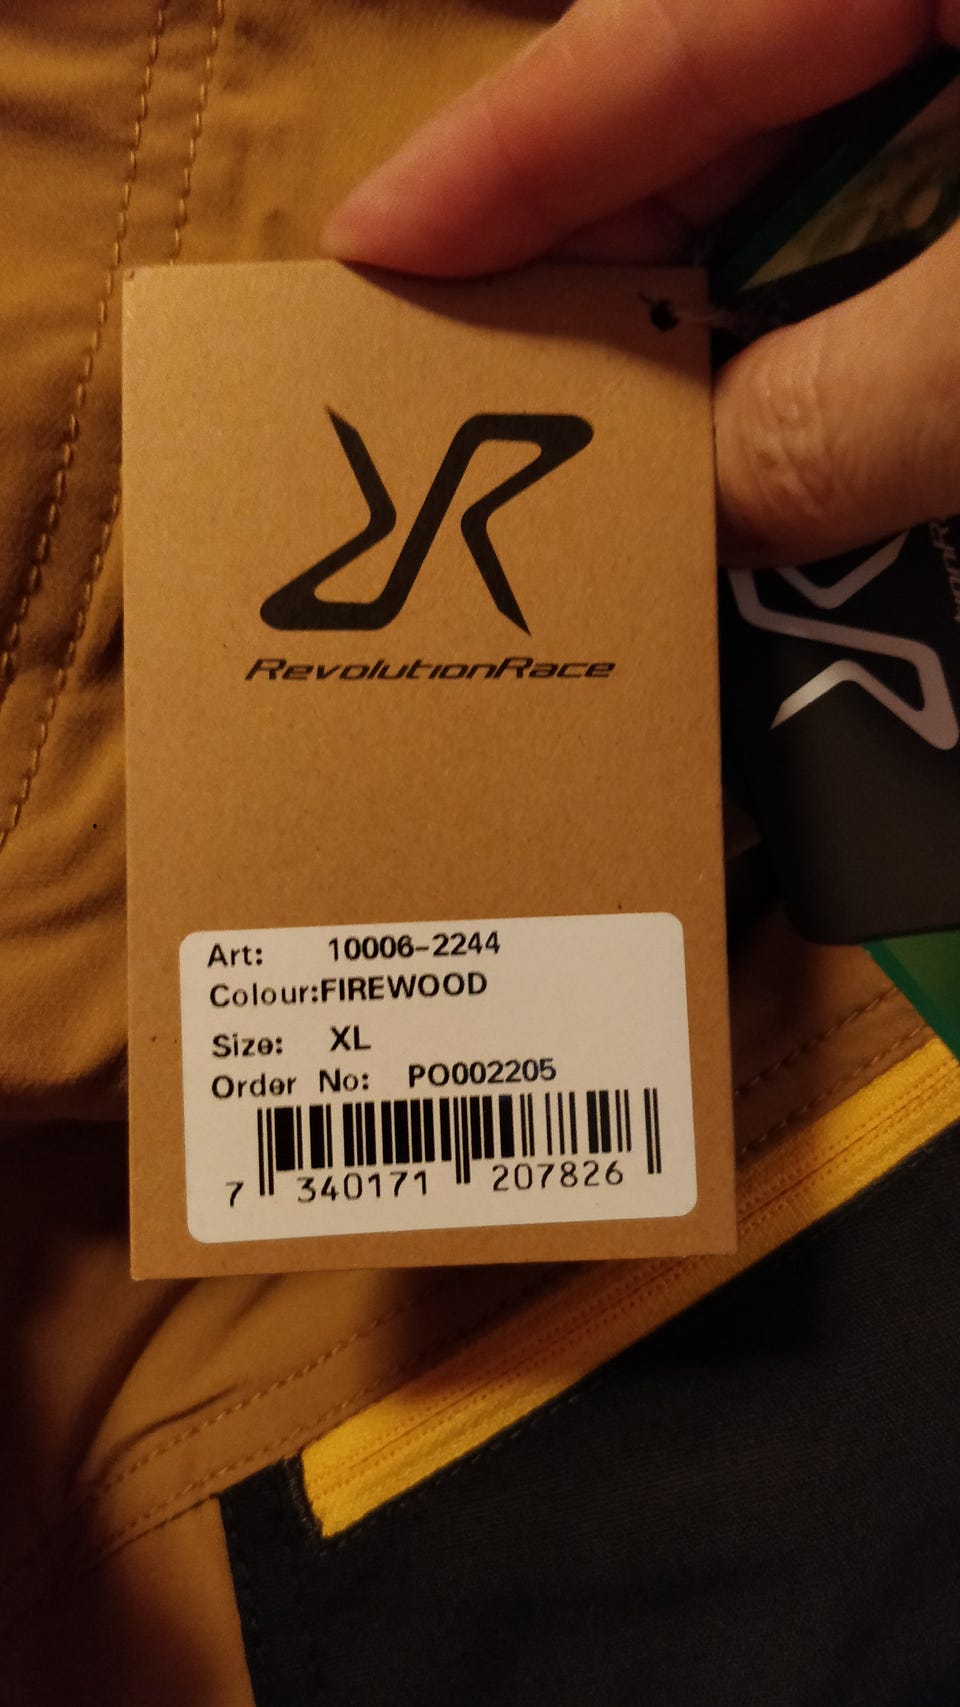 RevolutionRace
Art: 10006-2244
Colour:FIREWOOD
Size: XL
Order No: PO002205
7 340171 207826